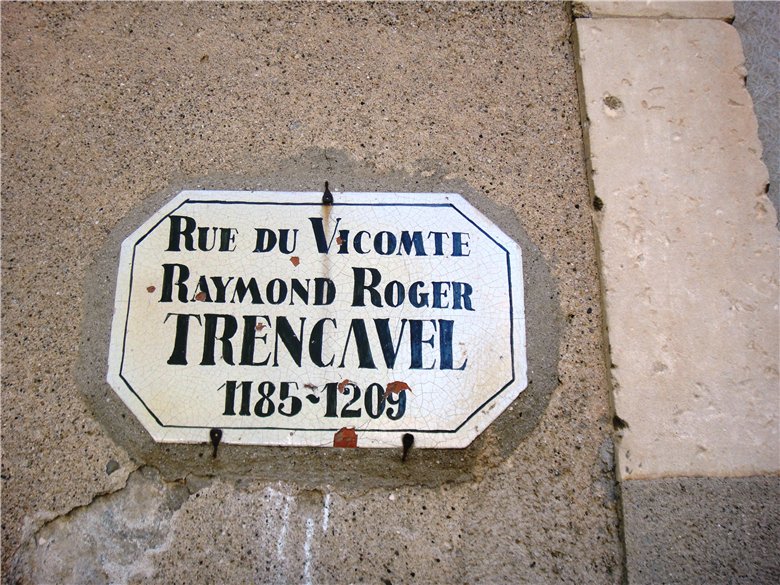 RUE DU VICOMTE
RAYMOND ROGER
TRENCAVEL
1185~1209